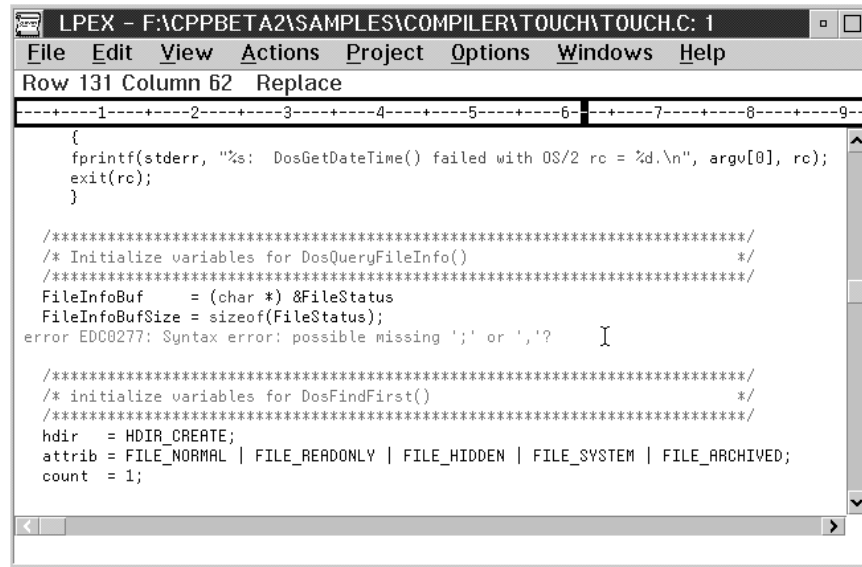 LPEX - F:\CPPBETA2\SAMPLES\COMPILER\TOUCH\TOUCH.C: 1
File Edit View Actions Project Options Windows Help
Row 131 Column 62 Replace
----+----1----+----2----+----3----+----4----+----5----+----6- --+----7----+----8----+----9--
{
fprintf(stderr, "%s:  DosGetDateTime() failed with OS/2 rc = %d.\n", argv[0], rc);
exit(rc);
}
/***************************************************************************/
/* Initialize variables for DosQueryFileInfo()                             */
/***************************************************************************/
FileInfoBuf     = (char *) &FileStatus
FileInfoBufSize = sizeof(FileStatus);
error EDC0277: Syntax error: possible missing ';' or ','?
/***************************************************************************/
/* initialize variables for DosFindFirst()                                 */
/***************************************************************************/
hdir   = HDIR_CREATE;
attrib = FILE_NORMAL | FILE_READONLY | FILE_HIDDEN | FILE_SYSTEM | FILE_ARCHIVED;
count  = 1;